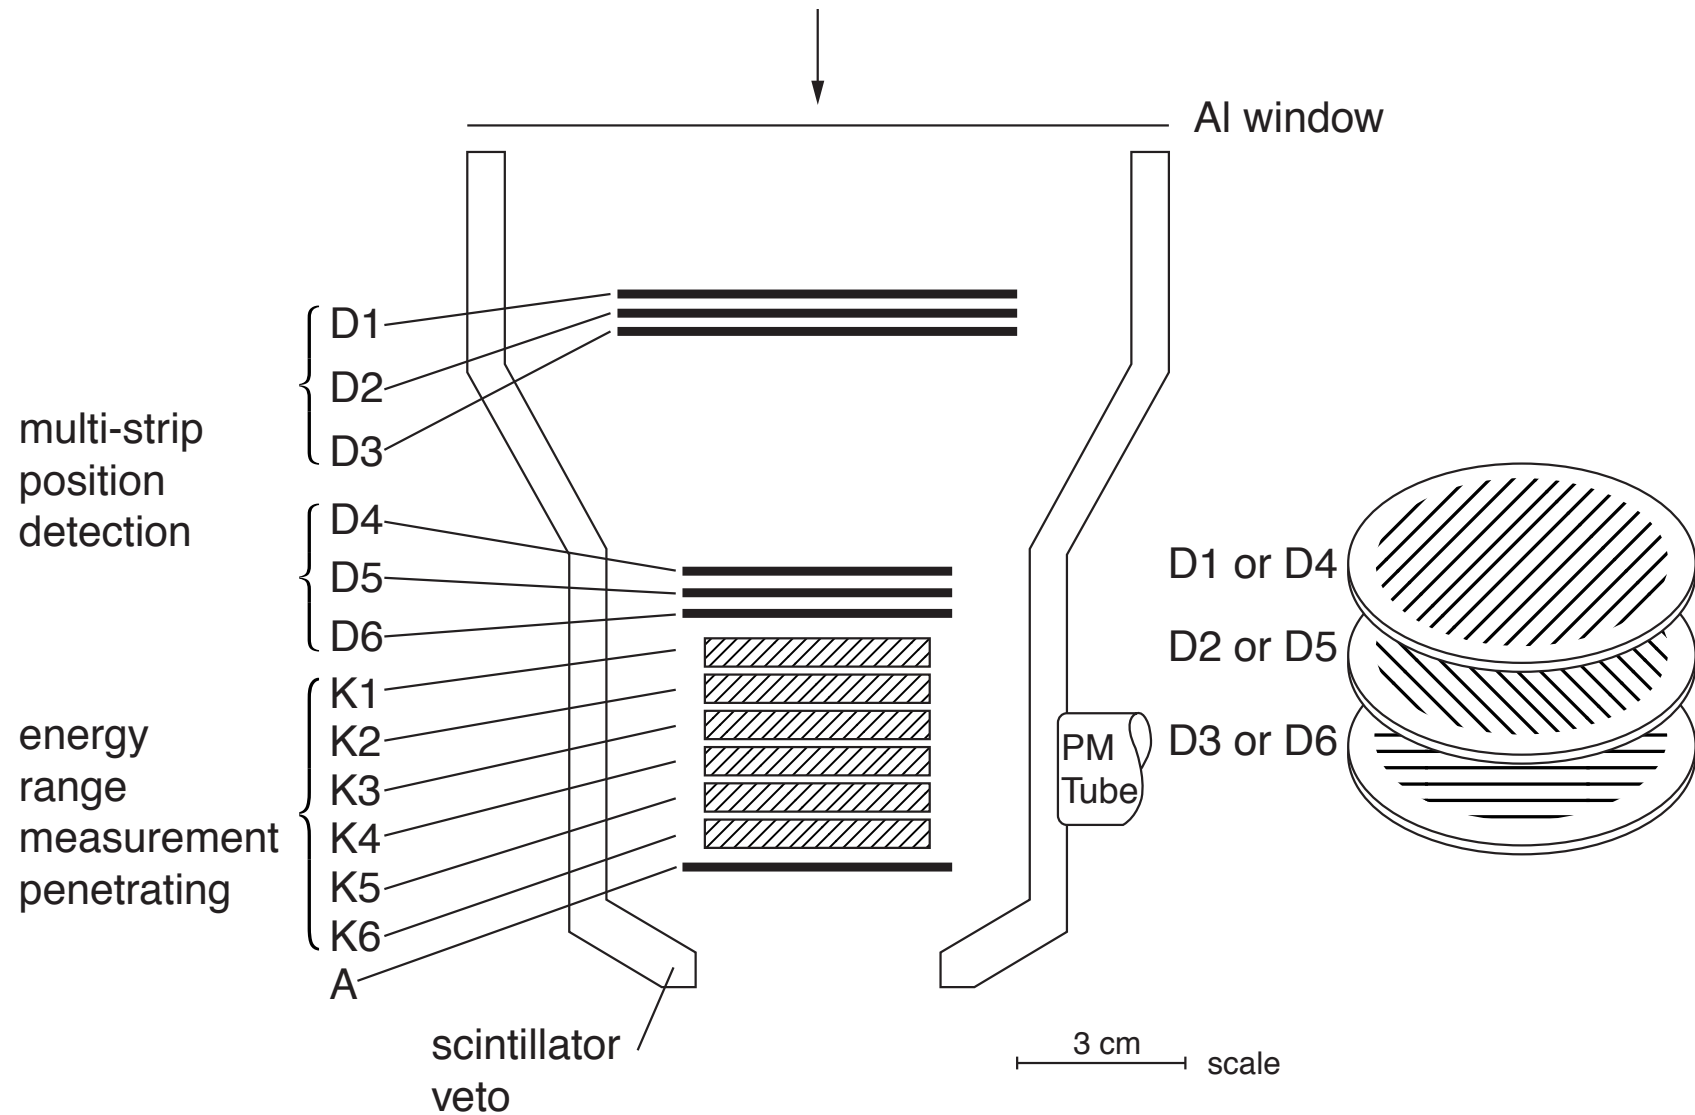 Al window
D1
D2
D3
multi-strip
position
detection
D4
D5
D6
D1 or D4
D2 or D5
D3 or D6
K1
K2
K3
K4
K5
K6
A
energy
range
measurement
penetrating
PM
Tube
scintillator
veto
3 cm
scale